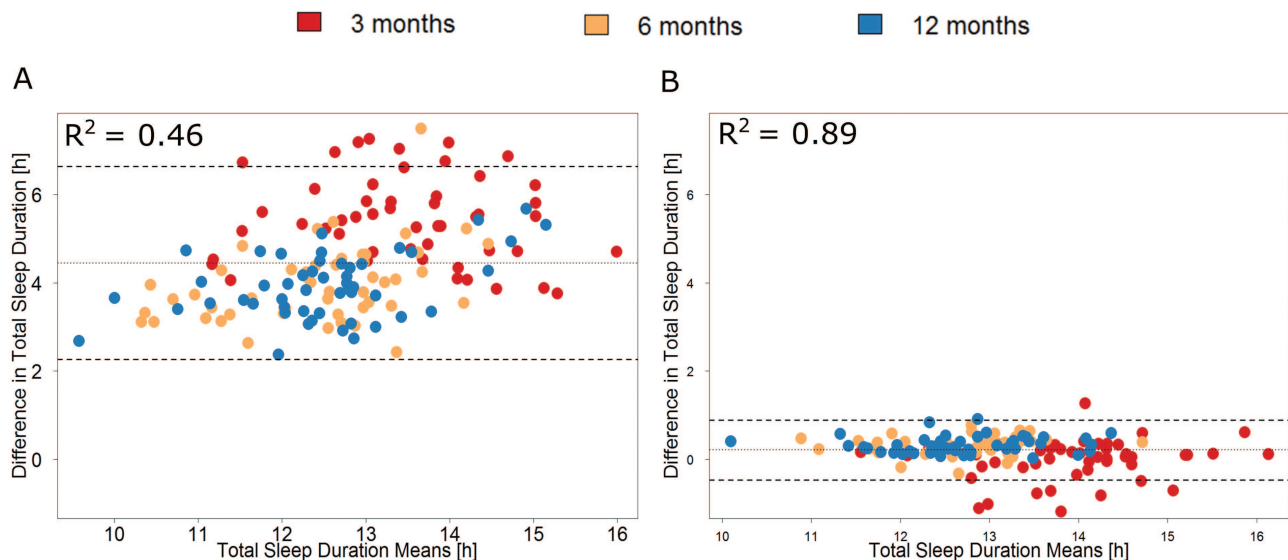 3 months 6 months 12 months
A
R² = 0.46
Difference in Total Sleep Duration [h]
6
4
2
0
10 11 12 13 14 15 16
Total Sleep Duration Means [h]
B
R² = 0.89
Difference in Total Sleep Duration [h]
6
4
2
0
10 11 12 13 14 15 16
Total Sleep Duration Means [h]